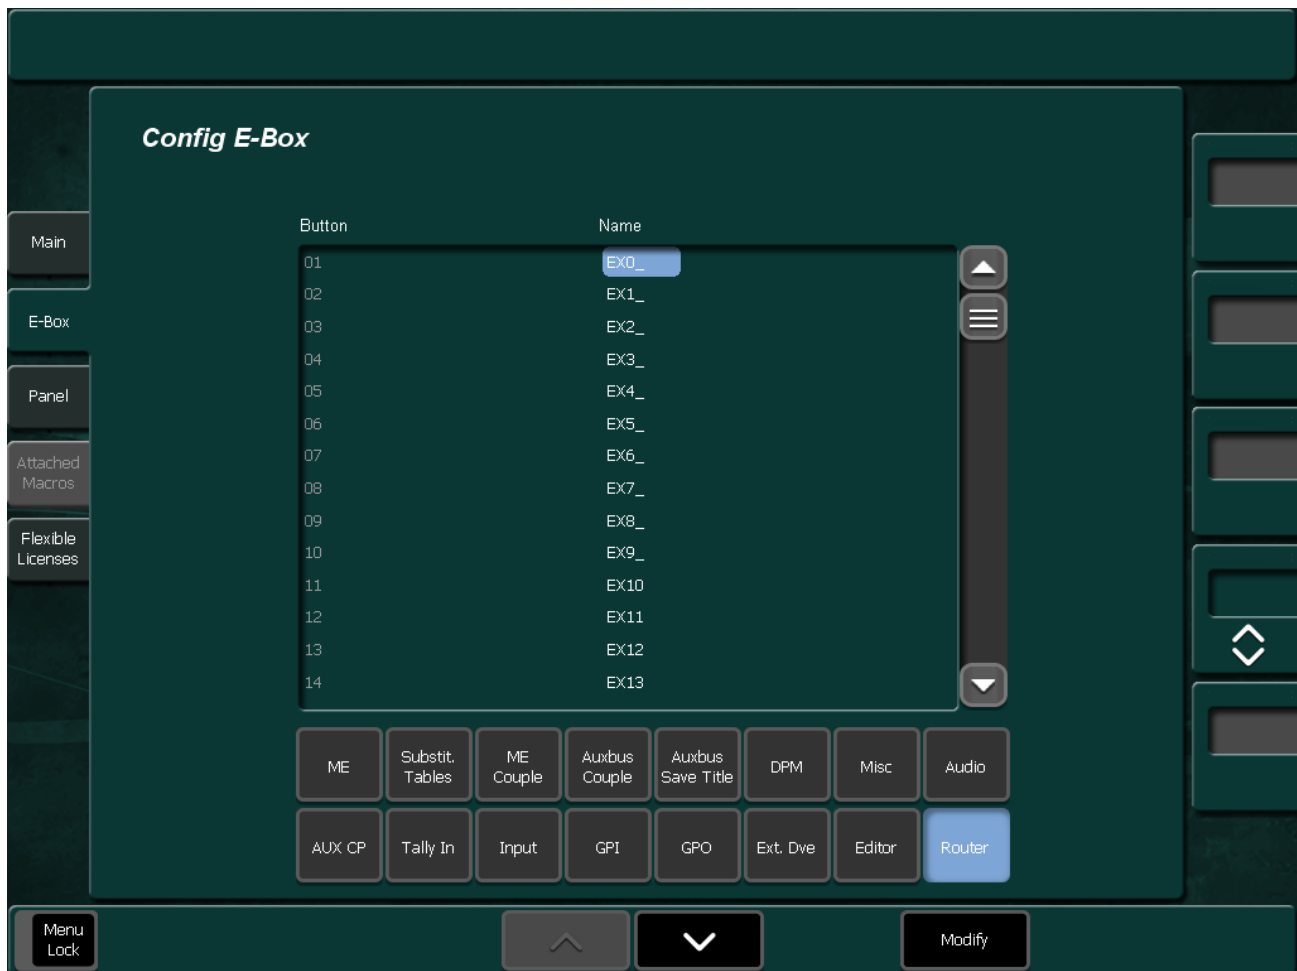 Config E-Box
Button Name
01 EX0_
02 EX1_
03 EX2_
04 EX3_
05 EX4_
06 EX5_
07 EX6_
08 EX7_
09 EX8_
10 EX9_
11 EX10
12 EX11
13 EX12
14 EX13
Main
E-Box
Panel
Attached
Macros
Flexible
Licenses
ME
Substit.
Tables
ME
Couple
Auxbus
Couple
Auxbus
Save Title
DPM
Misc
Audio
AUX CP
Tally In
Input
GPI
GPO
Ext. Dve
Editor
Router
Menu
Lock
Modify